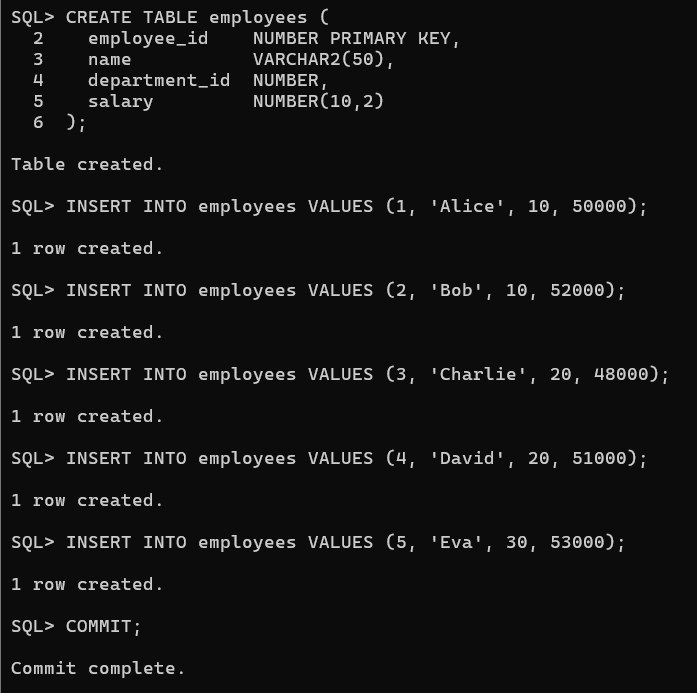 SQL> CREATE TABLE employees (
  2    employee_id    NUMBER PRIMARY KEY,
  3    name           VARCHAR2(50),
  4    department_id  NUMBER,
  5    salary         NUMBER(10,2)
  6  );
Table created.
SQL> INSERT INTO employees VALUES (1, 'Alice', 10, 50000);
1 row created.
SQL> INSERT INTO employees VALUES (2, 'Bob', 10, 52000);
1 row created.
SQL> INSERT INTO employees VALUES (3, 'Charlie', 20, 48000);
1 row created.
SQL> INSERT INTO employees VALUES (4, 'David', 20, 51000);
1 row created.
SQL> INSERT INTO employees VALUES (5, 'Eva', 30, 53000);
1 row created.
SQL> COMMIT;
Commit complete.